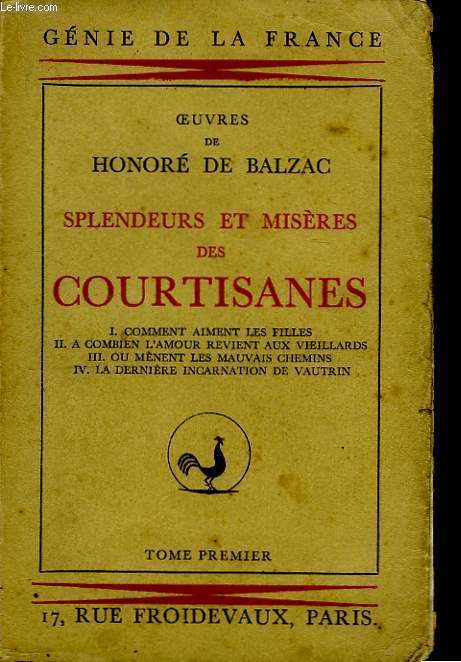 Le-livre.com
GÉNIE DE LA FRANCE
ŒUVRES
DE
HONORÉ DE BALZAC
SPLENDEURS ET MISÈRES
DES
COURTISANES
I. COMMENT AIMENT LES FILLES
II. A COMBIEN L'AMOUR REVIENT AUX VIEILLARDS
III. OU MÈNENT LES MAUVAIS CHEMINS
IV. LA DERNIÈRE INCARNATION DE VAUTRIN
TOME PREMIER
17, RUE FROIDEVAUX, PARIS.